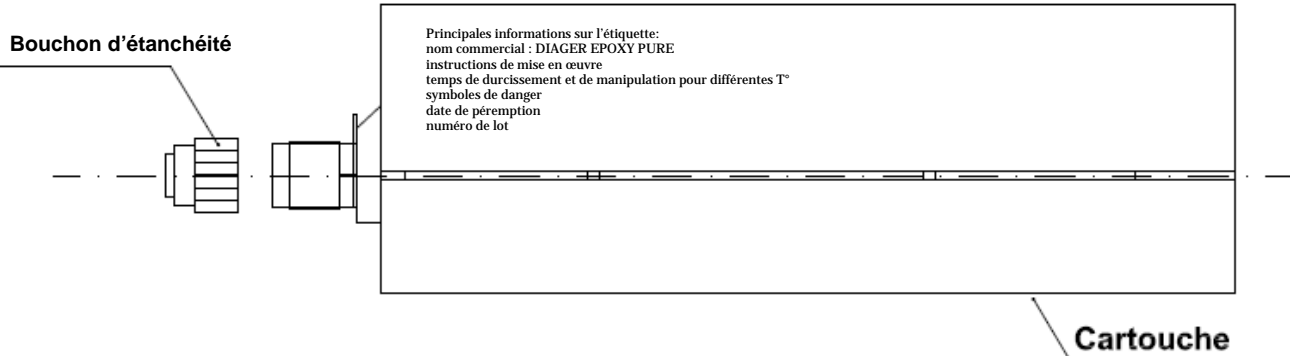 Bouchon d'étanchéité
Principales informations sur l'étiquette:
nom commercial : DIAGER EPOXY PURE
instructions de mise en œuvre
temps de durcissement et de manipulation pour différentes T°
symboles de danger
date de péremption
numéro de lot
Cartouche